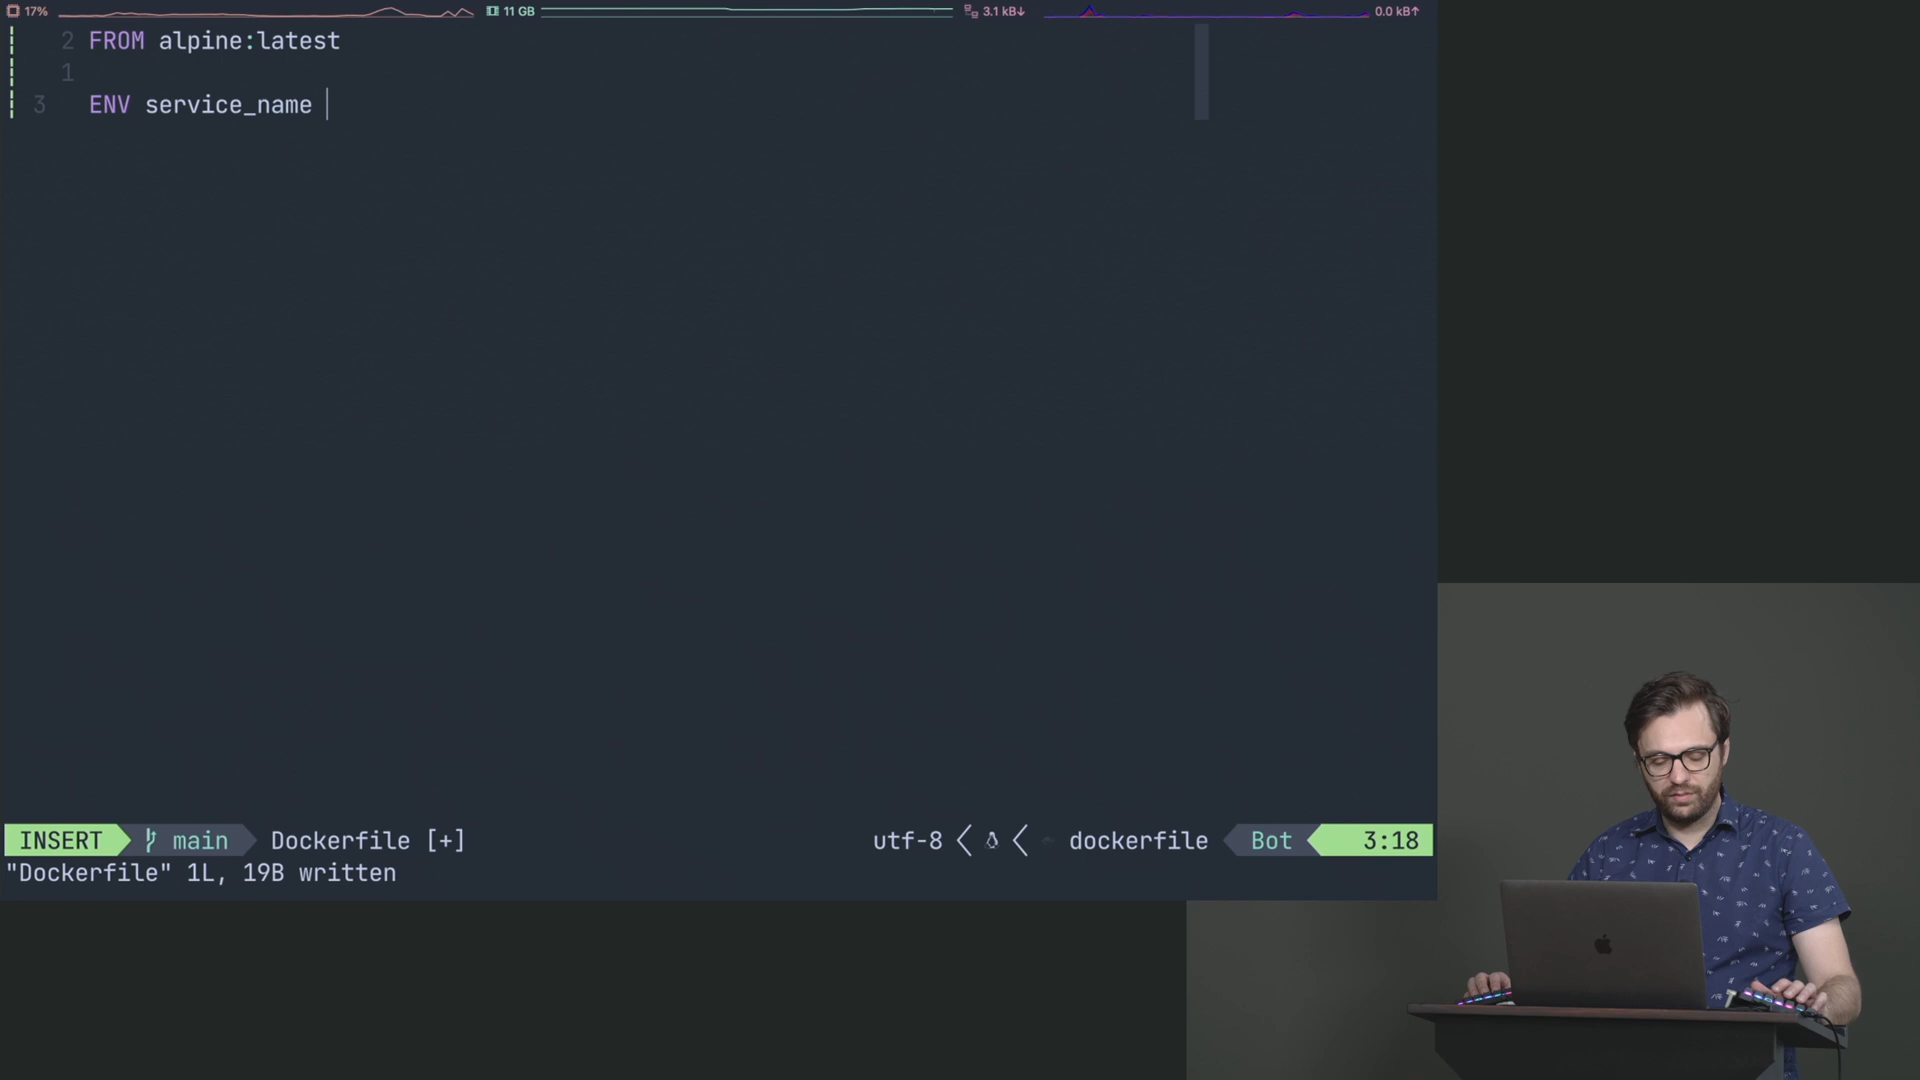 17% 11 GB 3.1 kB↓ 0.0 kB↑
2 FROM alpine:latest
1
3 ENV service_name
INSERT main Dockerfile [+] utf-8 dockerfile Bot 3:18
"Dockerfile" 1L, 19B written